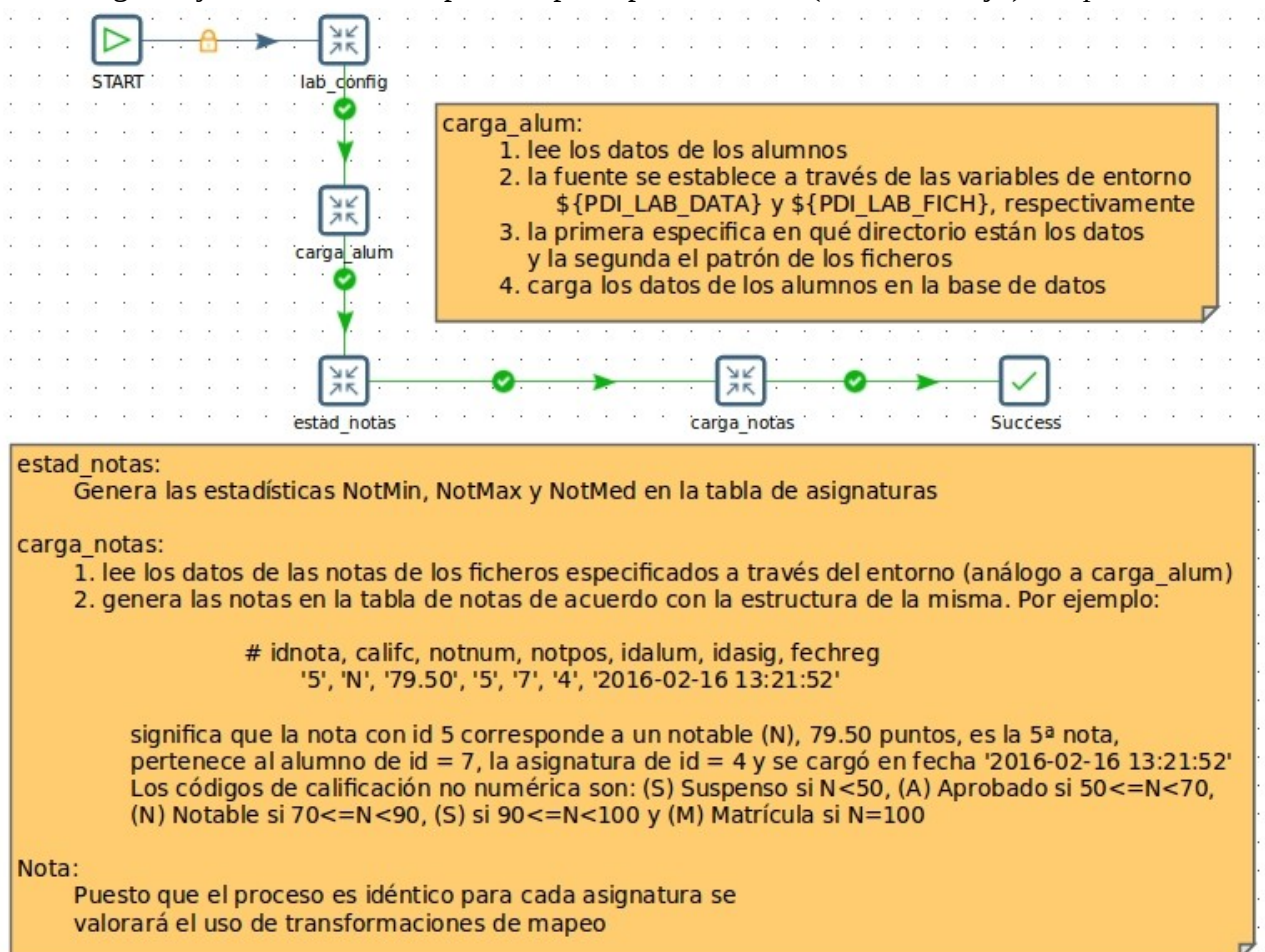 START
lab_config
carga_alum:
1. lee los datos de los alumnos
2. la fuente se establece a través de las variables de entorno
${PDI_LAB_DATA} y ${PDI_LAB_FICH}, respectivamente
3. la primera especifica en qué directorio están los datos
y la segunda el patrón de los ficheros
4. carga los datos de los alumnos en la base de datos
carga_alum
estad_notas
carga_notas
Success
estad_notas:
Genera las estadísticas NotMin, NotMax y NotMed en la tabla de asignaturas
carga_notas:
1. lee los datos de las notas de los ficheros especificados a través del entorno (análogo a carga_alum)
2. genera las notas en la tabla de notas de acuerdo con la estructura de la misma. Por ejemplo:
# idnota, califc, notnum, notpos, idalum, idasig, fechreg
'5', 'N', '79.50', '5', '7', '4', '2016-02-16 13:21:52'
significa que la nota con id 5 corresponde a un notable (N), 79.50 puntos, es la 5ª nota,
pertenece al alumno de id = 7, la asignatura de id = 4 y se cargó en fecha '2016-02-16 13:21:52'
Los códigos de calificación no numérica son: (S) Suspenso si N<50, (A) Aprobado si 50<=N<70,
(N) Notable si 70<=N<90, (S) si 90<=N<100 y (M) Matrícula si N=100
Nota:
Puesto que el proceso es idéntico para cada asignatura se
valorará el uso de transformaciones de mapeo